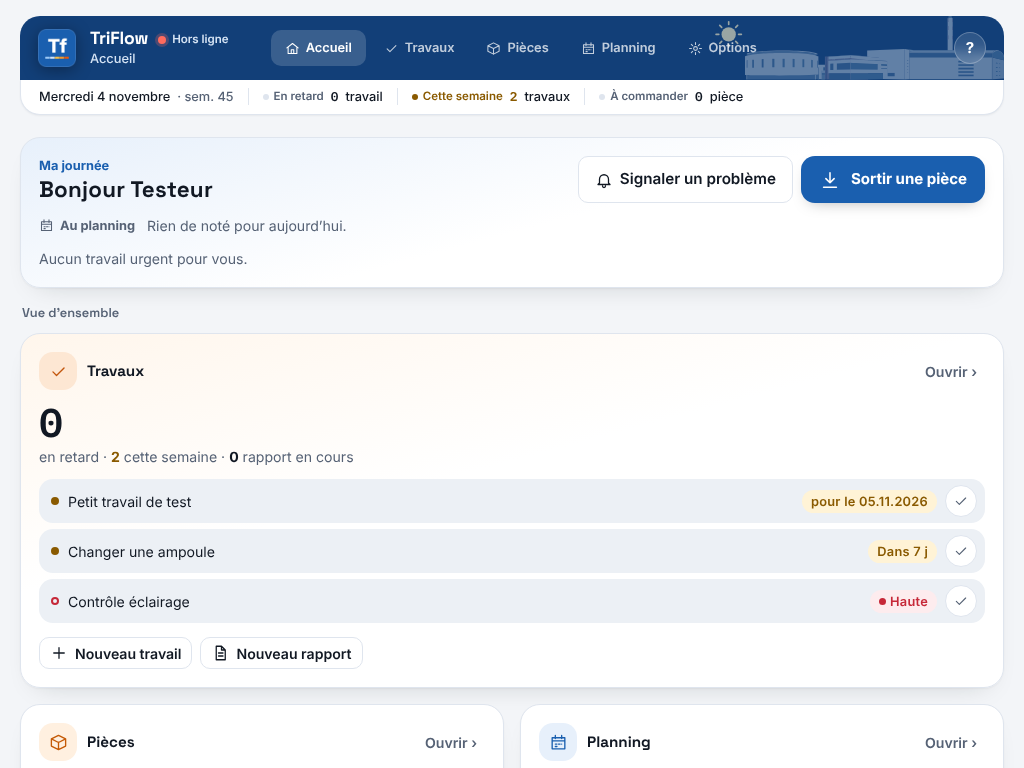 Tf
TriFlow
Hors ligne
Accueil
Accueil
Travaux
Pièces
Planning
Options
?
Mercredi 4 novembre · sem. 45
En retard 0 travail
Cette semaine 2 travaux
À commander 0 pièce
Ma journée
Bonjour Testeur
Signaler un problème
Sortir une pièce
Au planning Rien de noté pour aujourd’hui.
Aucun travail urgent pour vous.
Vue d’ensemble
Travaux
Ouvrir ›
0
en retard · 2 cette semaine · 0 rapport en cours
Petit travail de test
pour le 05.11.2026
Changer une ampoule
Dans 7 j
Contrôle éclairage
Haute
Nouveau travail
Nouveau rapport
Pièces
Ouvrir ›
Planning
Ouvrir ›